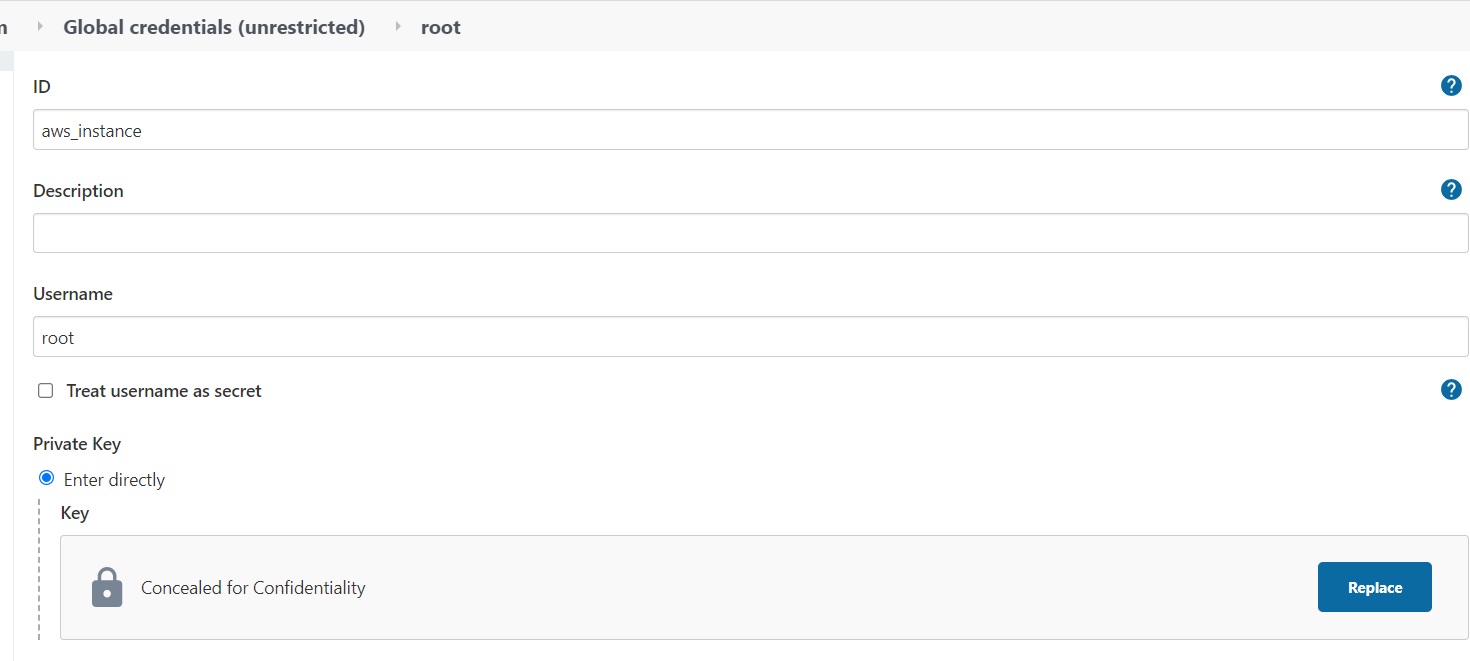 Global credentials (unrestricted) root
ID
aws_instance
Description
Username
root
Treat username as secret
Private Key
Enter directly
Key
Concealed for Confidentiality
Replace